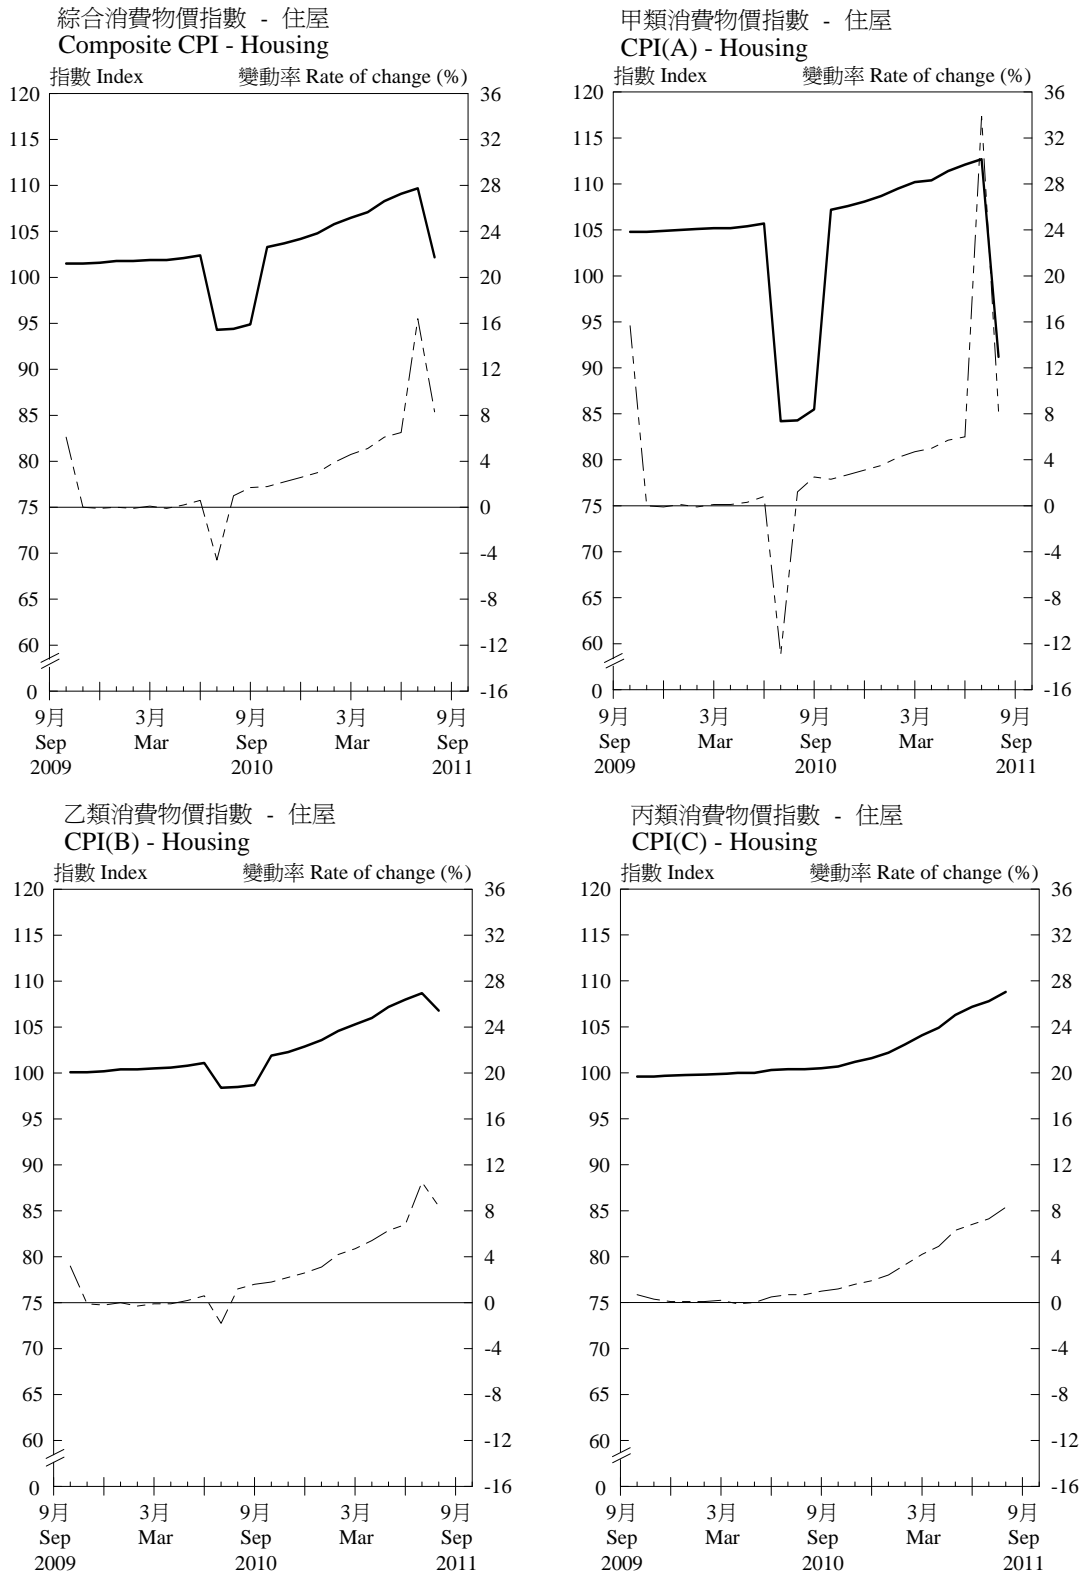 綜合消費物價指數 - 住屋
Composite CPI - Housing
指數 Index 變動率 Rate of change (%)
120 36
115 32
110 28
105 24
100 20
95 16
90 12
85 8
80 4
75 0
70 -4
65 -8
60 -12
0 -16
9月 3月 9月 3月 9月
Sep Mar Sep Mar Sep
2009 2010 2011
甲類消費物價指數 - 住屋
CPI(A) - Housing
指數 Index 變動率 Rate of change (%)
120 36
115 32
110 28
105 24
100 20
95 16
90 12
85 8
80 4
75 0
70 -4
65 -8
60 -12
0 -16
9月 3月 9月 3月 9月
Sep Mar Sep Mar Sep
2009 2010 2011
乙類消費物價指數 - 住屋
CPI(B) - Housing
指數 Index 變動率 Rate of change (%)
120 36
115 32
110 28
105 24
100 20
95 16
90 12
85 8
80 4
75 0
70 -4
65 -8
60 -12
0 -16
9月 3月 9月 3月 9月
Sep Mar Sep Mar Sep
2009 2010 2011
丙類消費物價指數 - 住屋
CPI(C) - Housing
指數 Index 變動率 Rate of change (%)
120 36
115 32
110 28
105 24
100 20
95 16
90 12
85 8
80 4
75 0
70 -4
65 -8
60 -12
0 -16
9月 3月 9月 3月 9月
Sep Mar Sep Mar Sep
2009 2010 2011